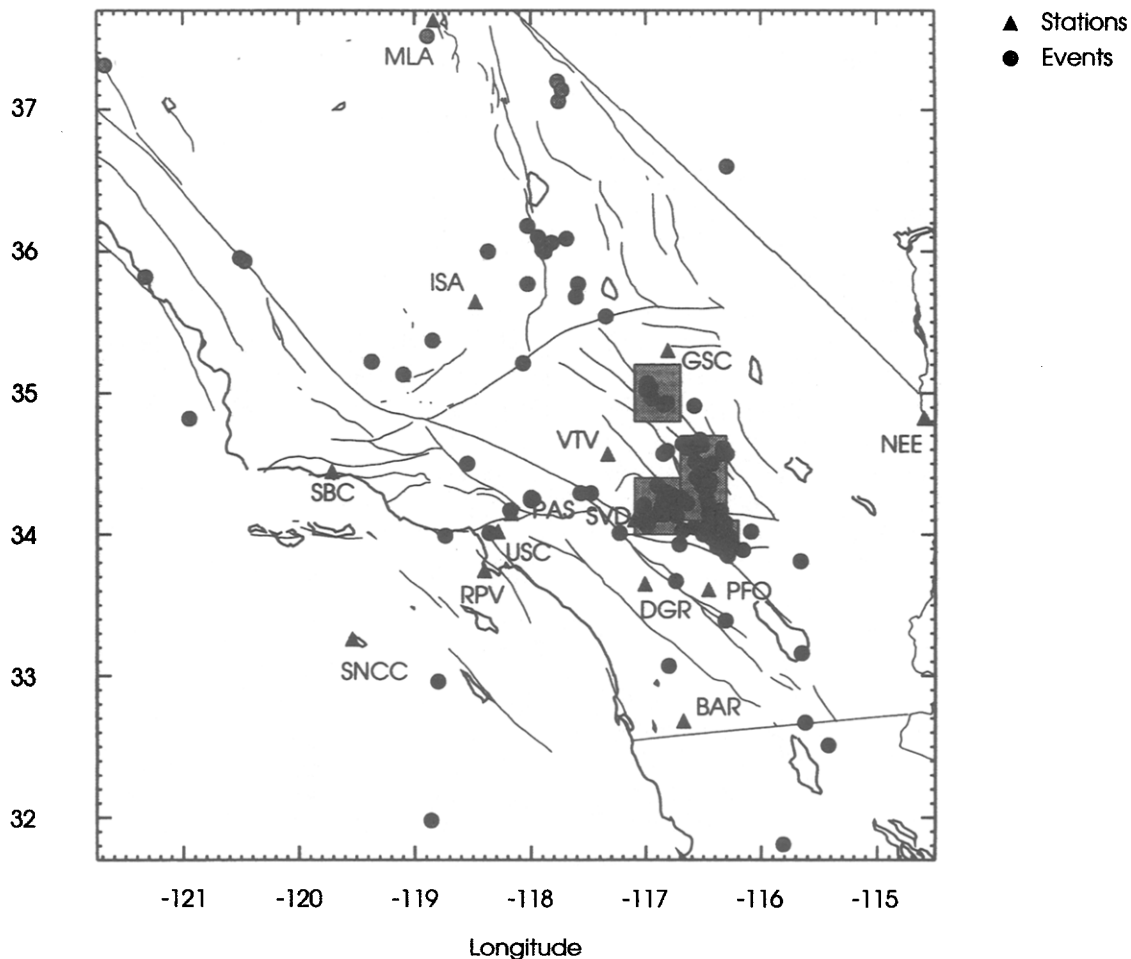 Stations
Events
MLA
37
36
ISA
GSC
35
VTV
NEE
SBC
PAS
SVD
34
USC
RPV
PFO
DGR
33
SNCC
BAR
32
-121
-120
-119
-118
-117
-116
-115
Longitude